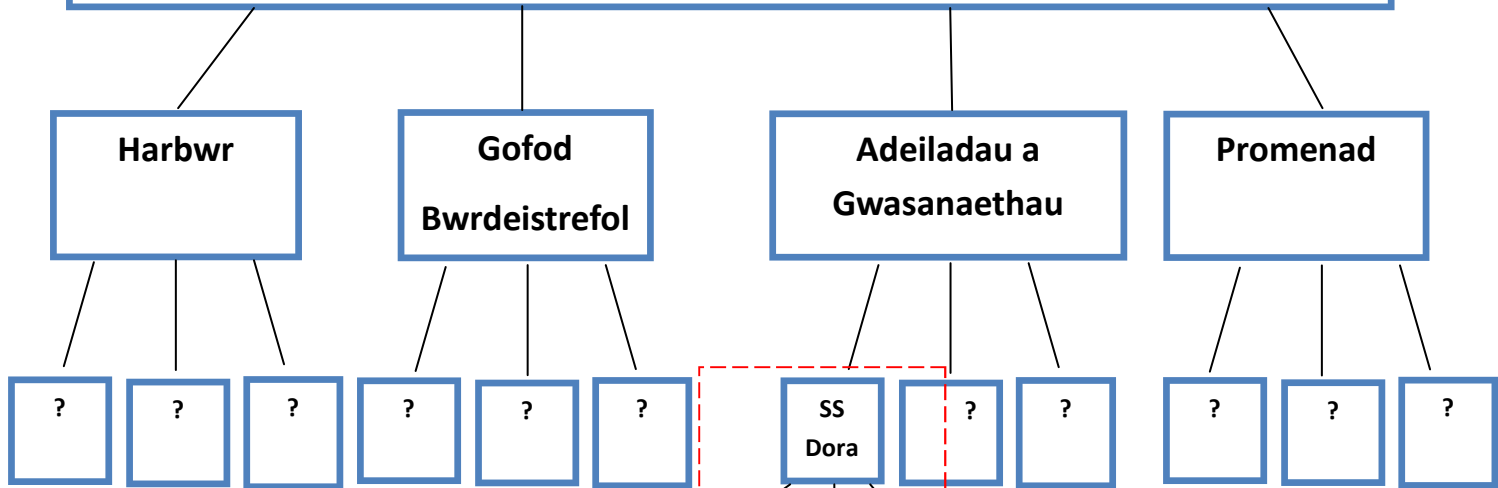 Harbwr
Gofod
Bwrdeistrefol
Adeiladau a
Gwasanaethau
Promenad
?
?
?
?
?
?
SS
Dora
?
?
?
?
?